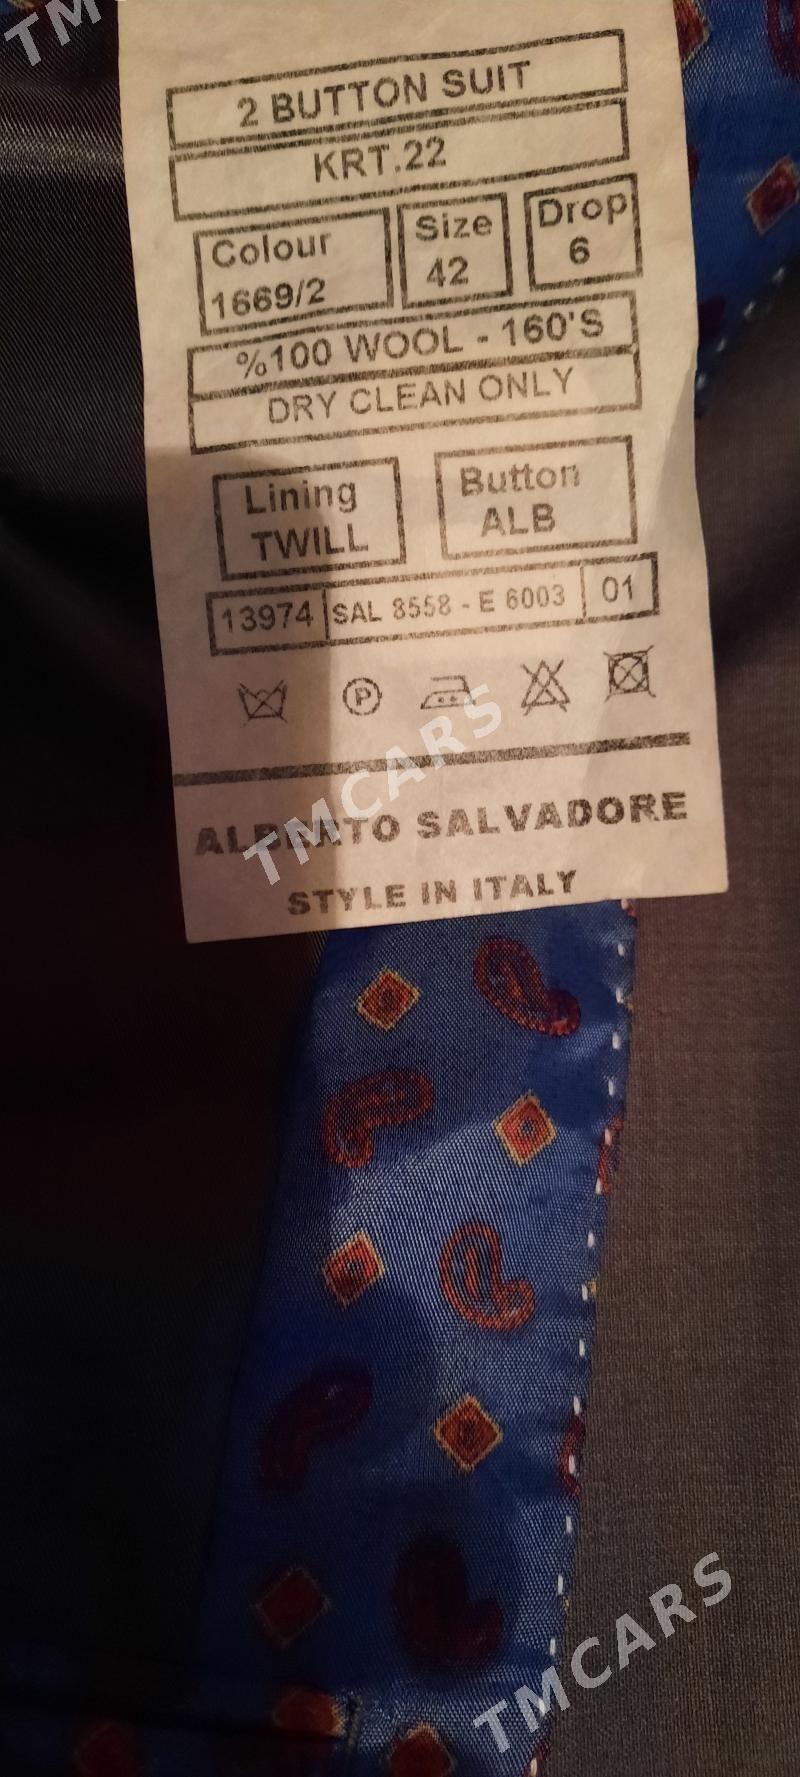 TM
2 BUTTON SUIT
KRT.22
Colour
1669/2
Size
42
Drop
6
%100 WOOL - 160'S
DRY CLEAN ONLY
Lining
TWILL
Button
ALB
13974 SAL 8558 - E 6003 01
P
TMCARS
ALBERTO SALVADORE
STYLE IN ITALY
TMCARS